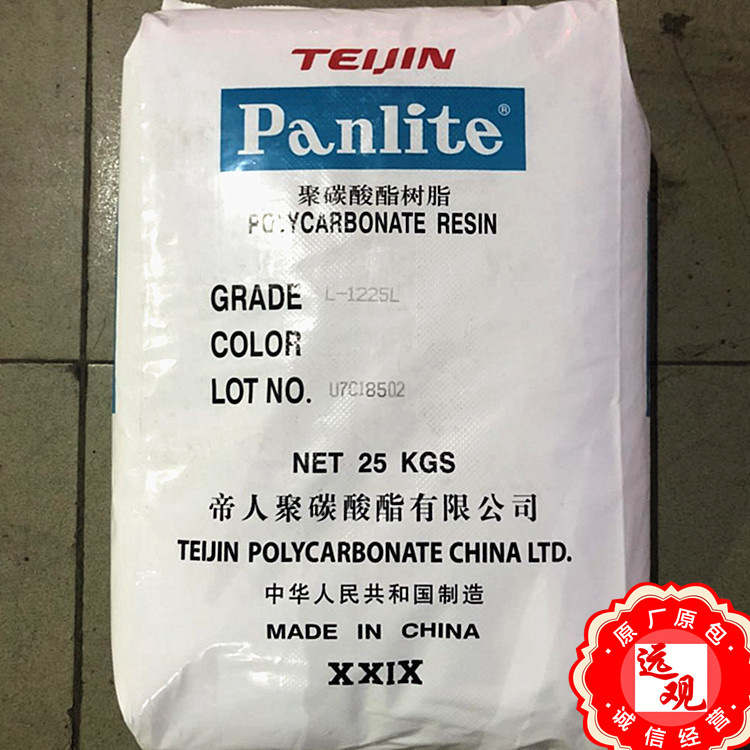 TEIJIN
Panlite®
聚碳酸酯树脂
POLYCARBONATE RESIN
GRADE L-1225L
COLOR
LOT NO. U7C18502
NET 25 KGS
帝人聚碳酸酯有限公司
TEIJIN POLYCARBONATE CHINA LTD.
中华人民共和国制造
MADE IN CHINA
XXIX
原厂原包
远观
诚信经营